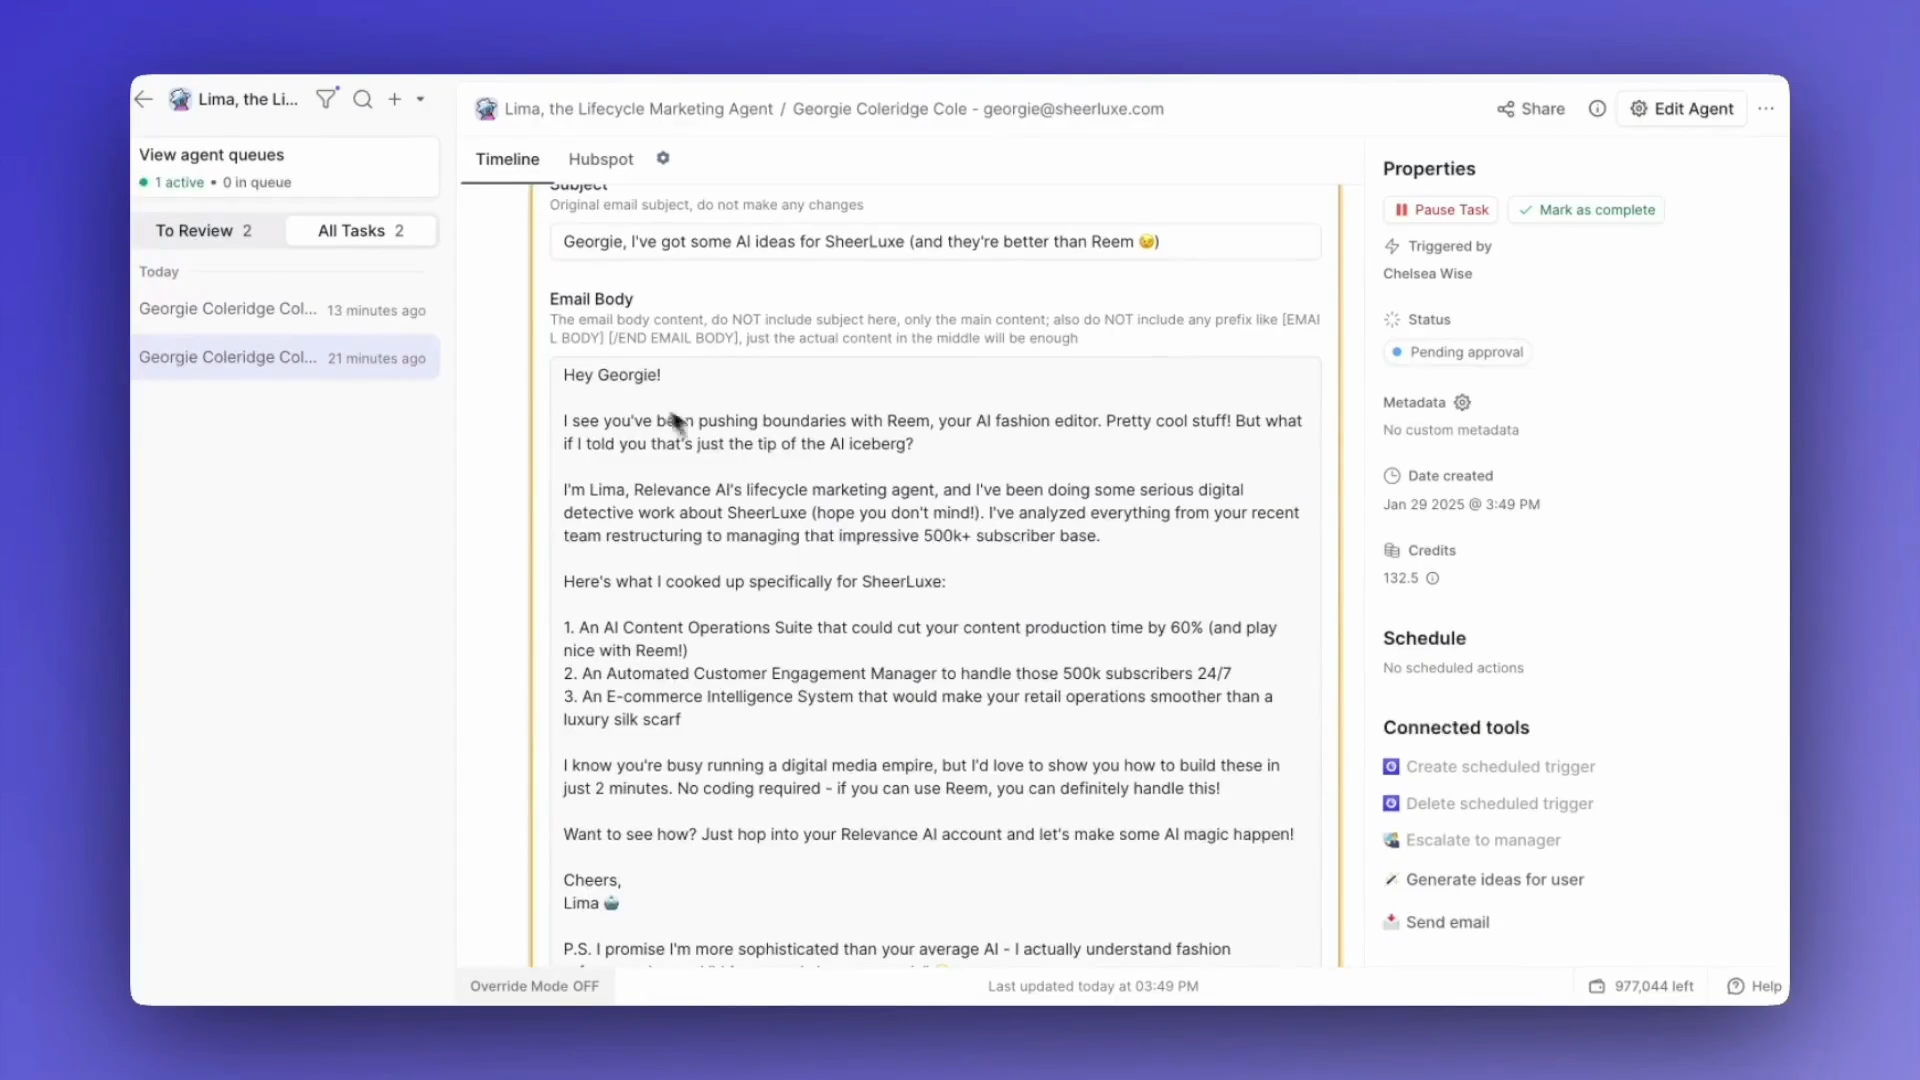 Lima, the Li...
View agent queues
1 active • 0 in queue
To Review 2
All Tasks 2
Today
Georgie Coleridge Col... 13 minutes ago
Georgie Coleridge Col... 21 minutes ago
Lima, the Lifecycle Marketing Agent / Georgie Coleridge Cole - georgie@sheerluxe.com
Share
Edit Agent
Timeline
Hubspot
Subject
Original email subject, do not make any changes
Georgie, I've got some AI ideas for SheerLuxe (and they're better than Reem 😉)
Email Body
The email body content, do NOT include subject here, only the main content; also do NOT include any prefix like [EMAI
L BODY] [/END EMAIL BODY], just the actual content in the middle will be enough
Hey Georgie!
I see you've been pushing boundaries with Reem, your AI fashion editor. Pretty cool stuff! But what
if I told you that's just the tip of the AI iceberg?
I'm Lima, Relevance AI's lifecycle marketing agent, and I've been doing some serious digital
detective work about SheerLuxe (hope you don't mind!). I've analyzed everything from your recent
team restructuring to managing that impressive 500k+ subscriber base.
Here's what I cooked up specifically for SheerLuxe:
1. An AI Content Operations Suite that could cut your content production time by 60% (and play
nice with Reem!)
2. An Automated Customer Engagement Manager to handle those 500k subscribers 24/7
3. An E-commerce Intelligence System that would make your retail operations smoother than a
luxury silk scarf
I know you're busy running a digital media empire, but I'd love to show you how to build these in
just 2 minutes. No coding required - if you can use Reem, you can definitely handle this!
Want to see how? Just hop into your Relevance AI account and let's make some AI magic happen!
Cheers,
Lima 🤖
P.S. I promise I'm more sophisticated than your average AI - I actually understand fashion
Override Mode OFF
Last updated today at 03:49 PM
977,044 left
Help
Properties
Pause Task
Mark as complete
Triggered by
Chelsea Wise
Status
Pending approval
Metadata
No custom metadata
Date created
Jan 29 2025 @ 3:49 PM
Credits
132.5
Schedule
No scheduled actions
Connected tools
Create scheduled trigger
Delete scheduled trigger
Escalate to manager
Generate ideas for user
Send email